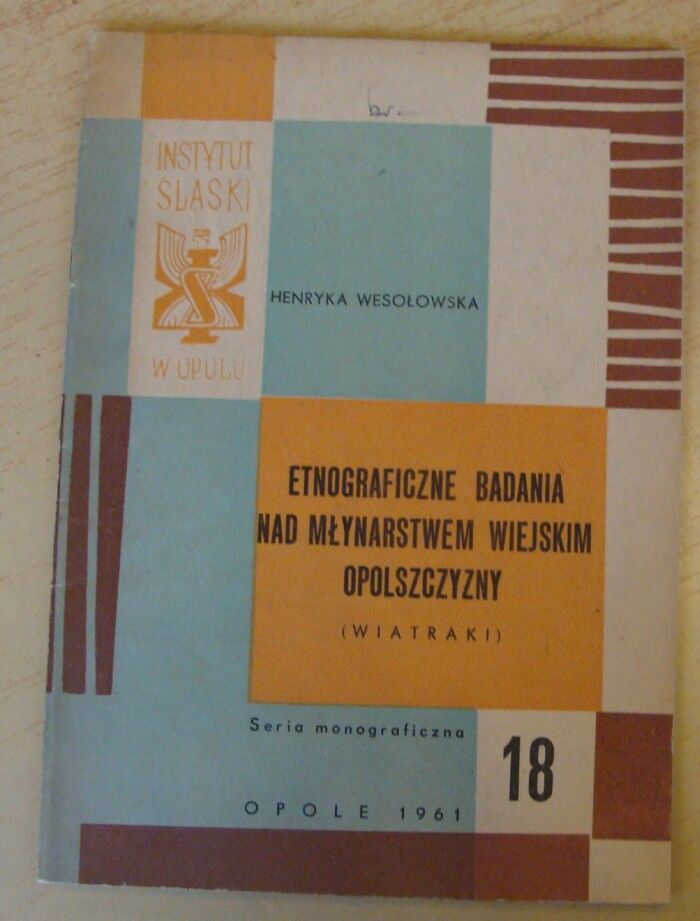 INSTYTUT
ŚLĄSKI
W OPOLU
HENRYKA WESOŁOWSKA
ETNOGRAFICZNE BADANIA
NAD MŁYNARSTWEM WIEJSKIM
OPOLSZCZYZNY
(WIATRAKI)
Seria monograficzna
18
OPOLE 1961